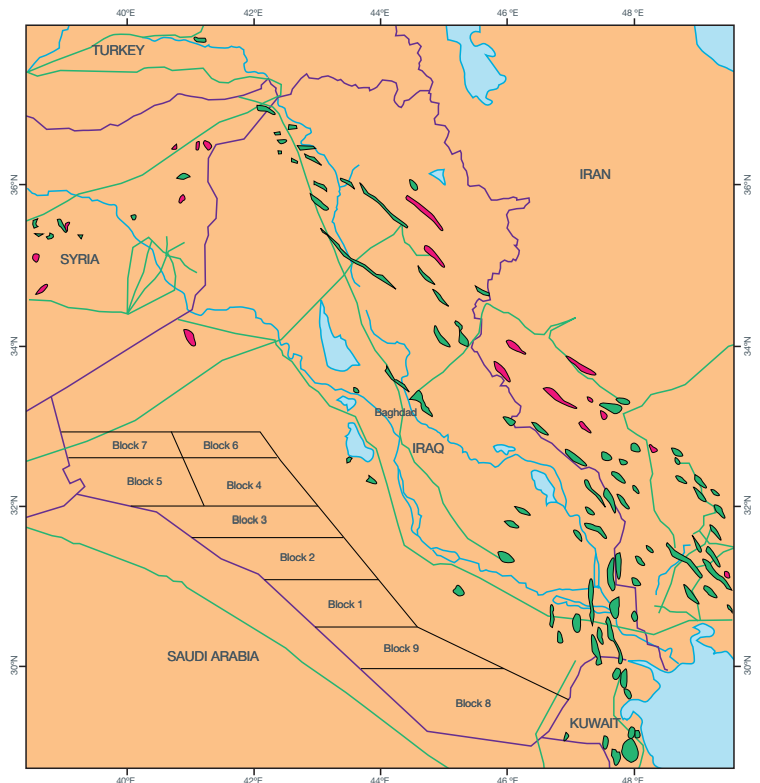 40°E 42°E 44°E 46°E 48°E
TURKEY
IRAN
36°N 36°N
SYRIA
34°N 34°N
Baghdad
IRAQ
Block 7 Block 6
Block 5 Block 4
32°N 32°N
Block 3
Block 2
Block 1
Block 9
SAUDI ARABIA
30°N 30°N
Block 8
KUWAIT
40°E 42°E 44°E 46°E 48°E